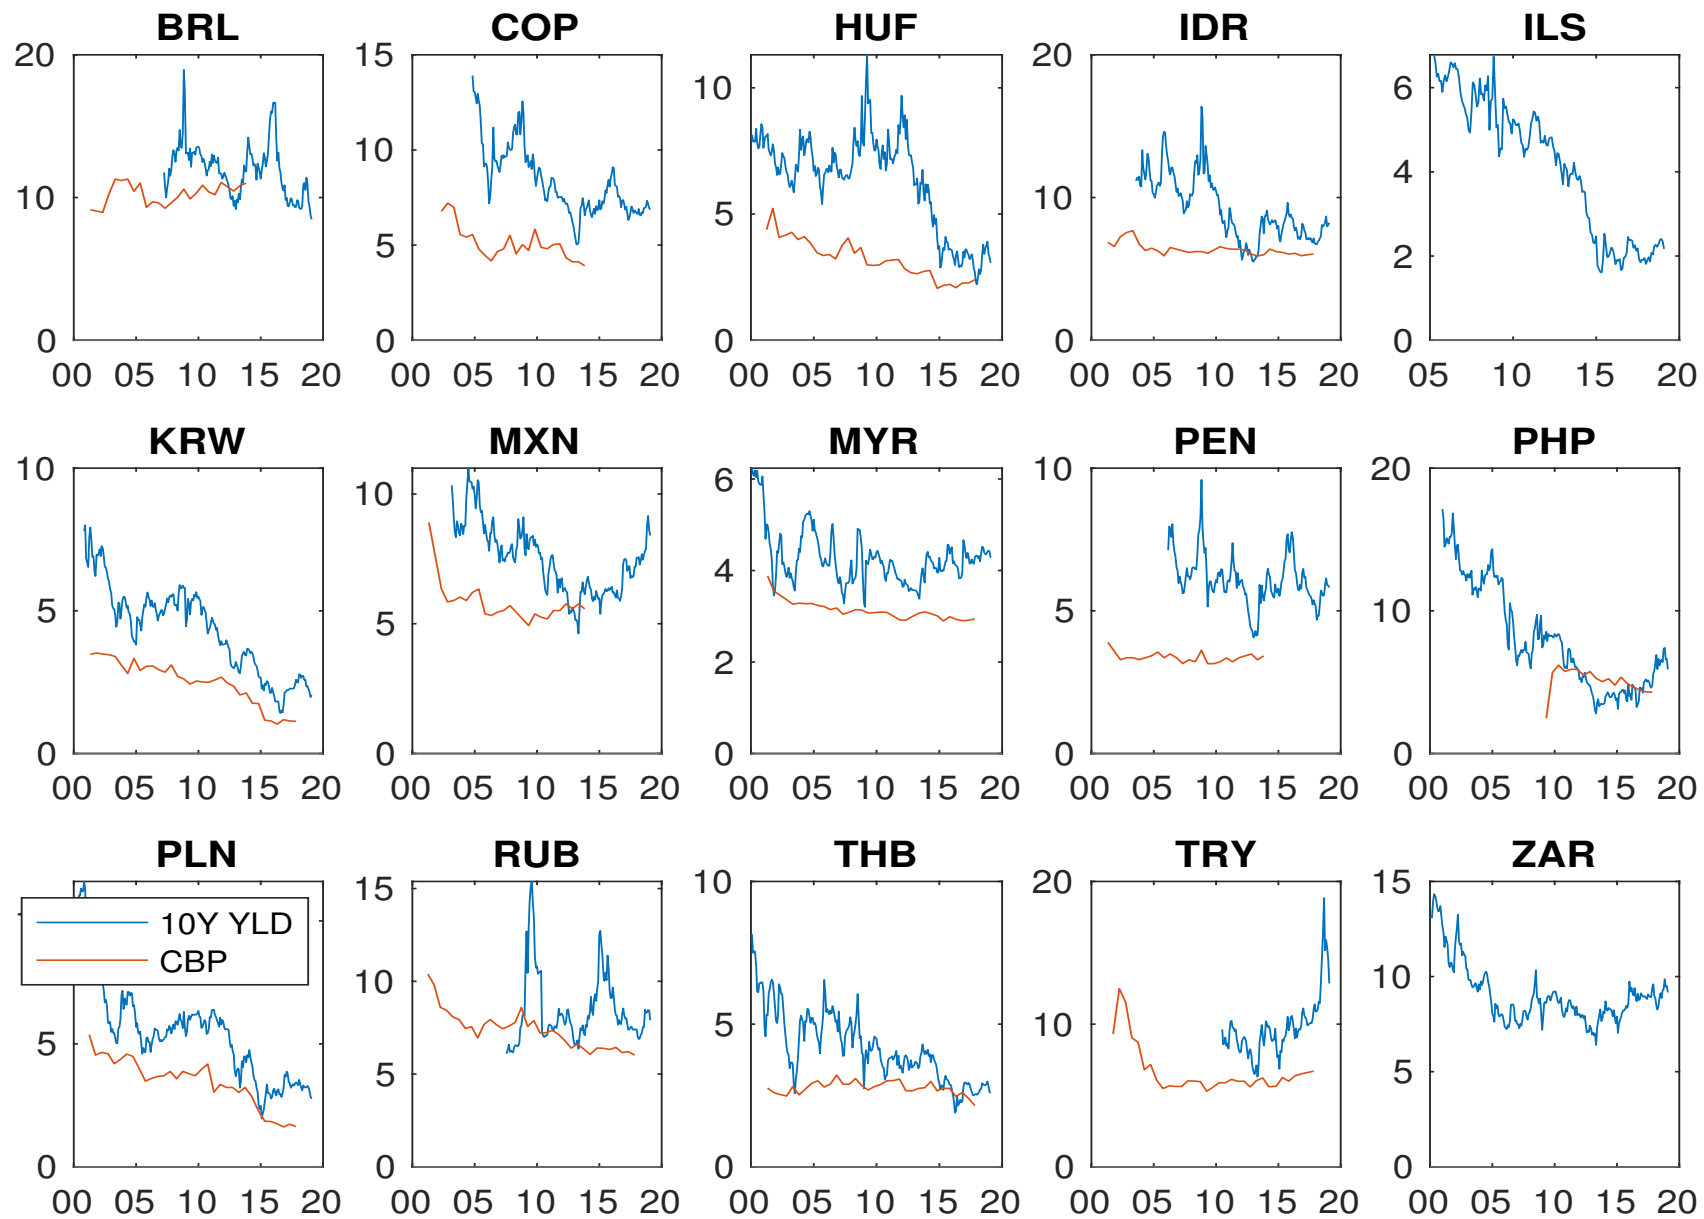 BRL COP HUF IDR ILS
20 15 10 20 6
10 10 5 10 4
5 2
0 0 0 0 0
00 05 10 15 20 00 05 10 15 20 00 05 10 15 20 00 05 10 15 20 05 10 15 20
KRW MXN MYR PEN PHP
10 10 6 10 20
5 5 4 5 10
2
0 0 0 0 0
00 05 10 15 20 00 05 10 15 20 00 05 10 15 20 00 05 10 15 20 00 05 10 15 20
PLN RUB THB TRY ZAR
15 10 20 15
10Y YLD
CBP
10 10
5 5 5 10 5
0 0 0 0 0
00 05 10 15 20 00 05 10 15 20 00 05 10 15 20 00 05 10 15 20 00 05 10 15 20